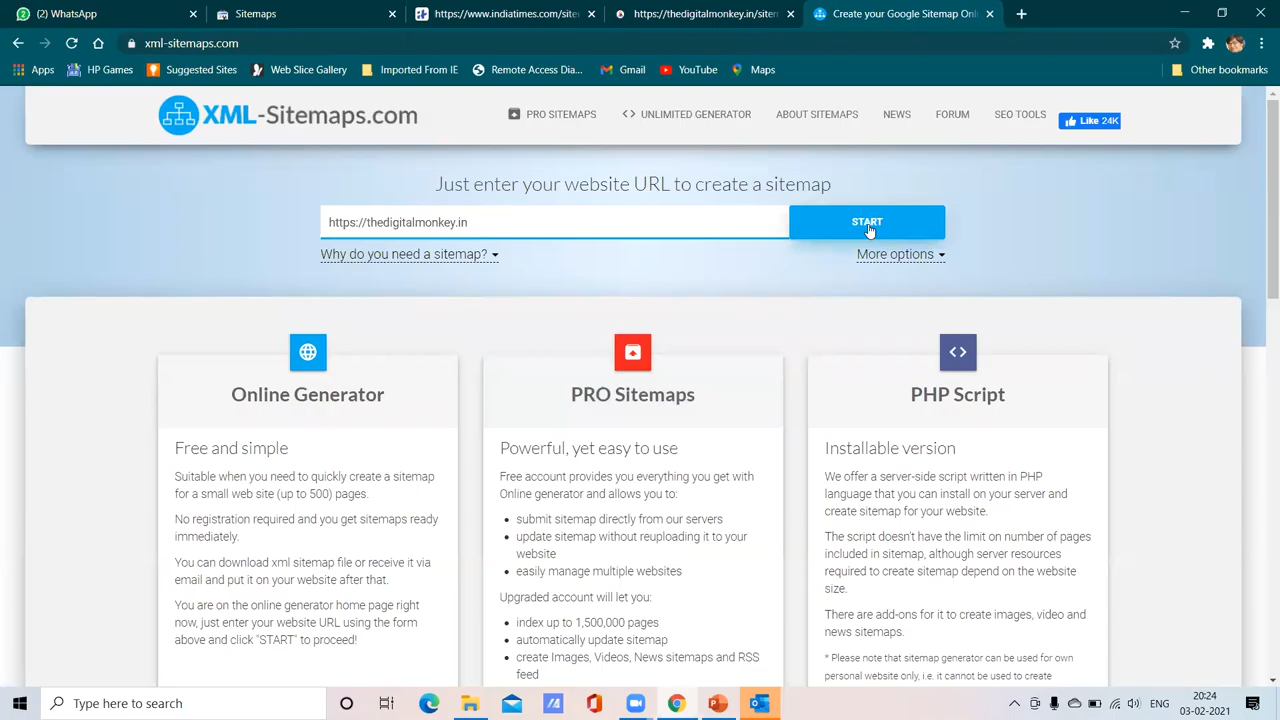 (2) WhatsApp
Sitemaps
https://www.indiatimes.com/site
https://thedigitalmonkey.in/sitem
Create your Google Sitemap Onli
xml-sitemaps.com
Apps
HP Games
Suggested Sites
Web Slice Gallery
Imported From IE
Remote Access Dia...
Gmail
YouTube
Maps
Other bookmarks
XML-Sitemaps.com
PRO SITEMAPS
UNLIMITED GENERATOR
ABOUT SITEMAPS
NEWS
FORUM
SEO TOOLS
Like 24K
Just enter your website URL to create a sitemap
https://thedigitalmonkey.in
START
Why do you need a sitemap?
More options
Online Generator
Free and simple
Suitable when you need to quickly create a sitemap
for a small web site (up to 500) pages.
No registration required and you get sitemaps ready
immediately.
You can download xml sitemap file or receive it via
email and put it on your website after that.
You are on the online generator home page right
now, just enter your website URL using the form
above and click "START" to proceed!
PRO Sitemaps
Powerful, yet easy to use
Free account provides you everything you get with
Online generator and allows you to:
• submit sitemap directly from our servers
• update sitemap without reuploading it to your
website
• easily manage multiple websites
Upgraded account will let you:
• index up to 1,500,000 pages
• automatically update sitemap
• create Images, Videos, News sitemaps and RSS
feed
PHP Script
Installable version
We offer a server-side script written in PHP
language that you can install on your server and
create sitemap for your website.
The script doesn't have the limit on number of pages
included in sitemap, although server resources
required to create sitemap depend on the website
size.
There are add-ons for it to create images, video and
news sitemaps.
* Please note that sitemap generator can be used for own
personal website only, i.e. it cannot be used to create
Type here to search
ENG
20:24
03-02-2021